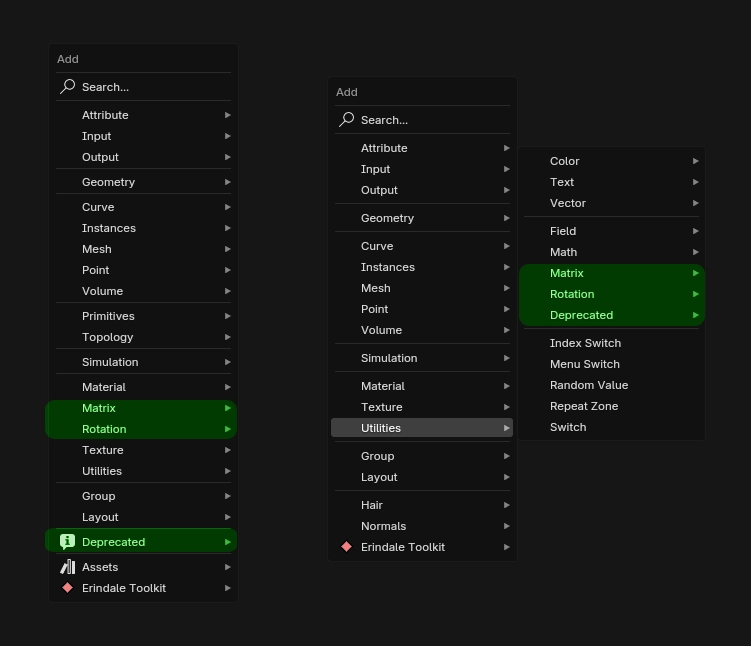 Add
Search...
Attribute
Input
Output
Geometry
Curve
Instances
Mesh
Point
Volume
Primitives
Topology
Simulation
Material
Matrix
Rotation
Texture
Utilities
Group
Layout
Deprecated
Assets
Erindale Toolkit
Add
Search...
Attribute
Input
Output
Geometry
Curve
Instances
Mesh
Point
Volume
Simulation
Material
Texture
Utilities
Group
Layout
Hair
Normals
Erindale Toolkit
Color
Text
Vector
Field
Math
Matrix
Rotation
Deprecated
Index Switch
Menu Switch
Random Value
Repeat Zone
Switch